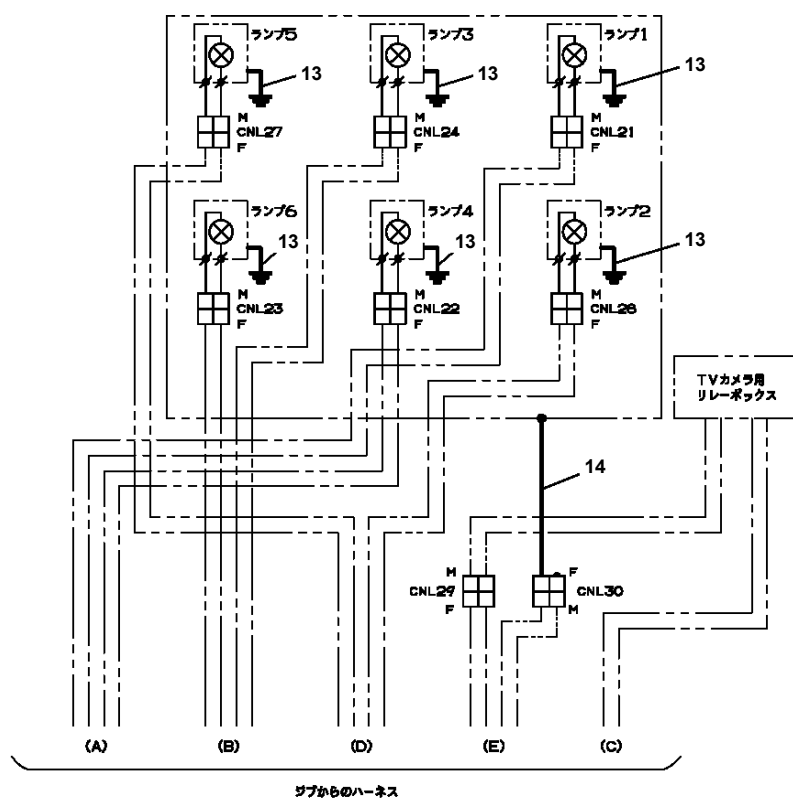 ランプ5
13
M
CNL27
F
ランプ3
13
M
CNL24
F
ランプ1
13
M
CNL21
F
ランプ6
13
M
CNL23
F
ランプ4
13
M
CNL22
F
ランプ2
13
M
CNL28
F
TVカメラ用
リレーボックス
14
M
CNL29
F
F
CNL30
M
(A)
(B)
(D)
(E)
(C)
ジブからのハーネス